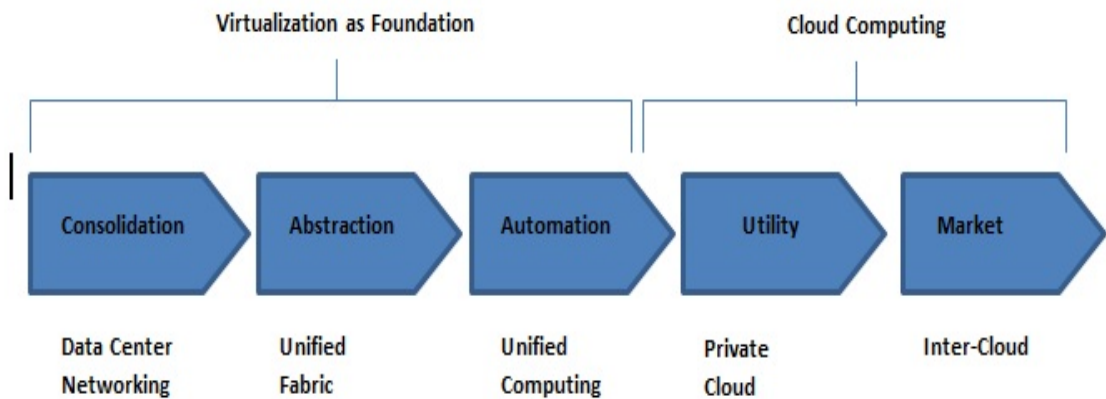 Virtualization as Foundation
Cloud Computing
Consolidation
Abstraction
Automation
Utility
Market
Data Center
Networking
Unified
Fabric
Unified
Computing
Private
Cloud
Inter-Cloud